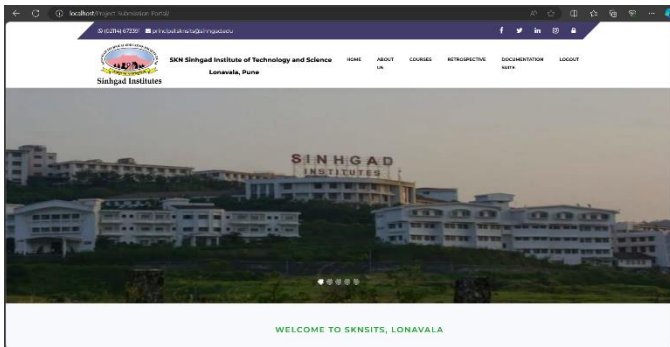 localhost/Project Submission Portal/
(02114) 673391 principal.sknsits@sinhgad.edu
Sinhgad Institutes
SKN Sinhgad Institute of Technology and Science
Lonavala, Pune
HOME
ABOUT US
COURSES
RETROSPECTIVE
DOCUMENTATION SUITE
LOGOUT
SINHGAD
INSTITUTES
WELCOME TO SKNSITS, LONAVALA